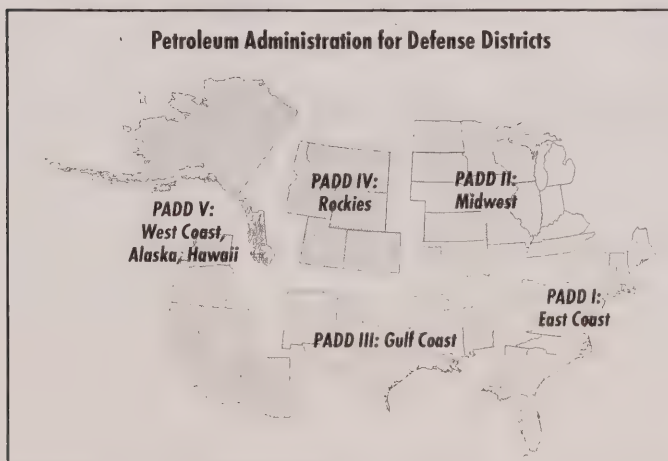 Petroleum Administration for Defense Districts
PADD IV:
Rockies
PADD II:
Midwest
PADD V:
West Coast,
Alaska, Hawaii
PADD I:
East Coast
PADD III: Gulf Coast